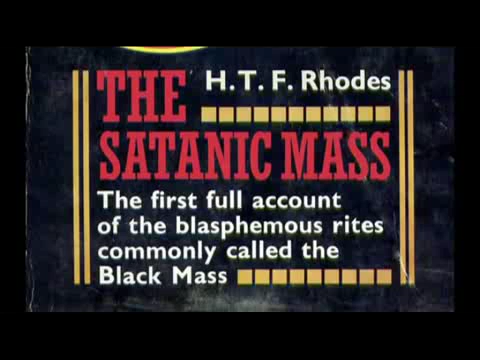 THE
H. T. F. Rhodes
SATANIC MASS
The first full account
of the blasphemous rites
commonly called the
Black Mass